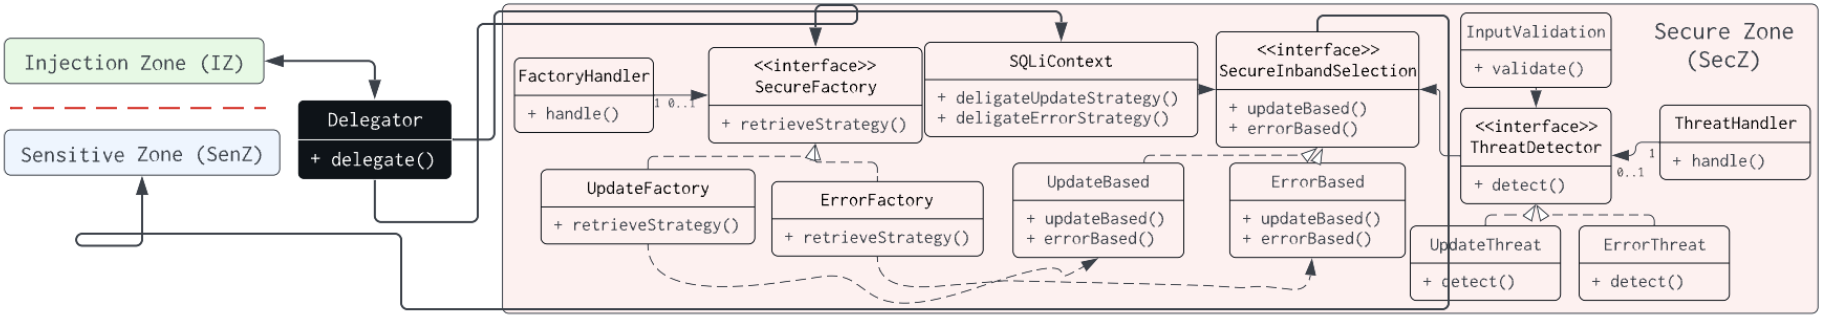 Injection Zone (IZ)
Sensitive Zone (SenZ)
Delegator
+ delegate()
FactoryHandler
+ handle()
1 0..1
<<interface>>
SecureFactory
+ retrieveStrategy()
UpdateFactory
+ retrieveStrategy()
ErrorFactory
+ retrieveStrategy()
SQLiContext
+ deligateUpdateStrategy()
+ deligateErrorStrategy()
<<interface>>
SecureInbandSelection
+ updateBased()
+ errorBased()
UpdateBased
+ updateBased()
+ errorBased()
ErrorBased
+ updateBased()
+ errorBased()
InputValidation
+ validate()
Secure Zone
(SecZ)
<<interface>>
ThreatDetector
+ detect()
ThreatHandler
+ handle()
1
0..1
UpdateThreat
+ detect()
ErrorThreat
+ detect()